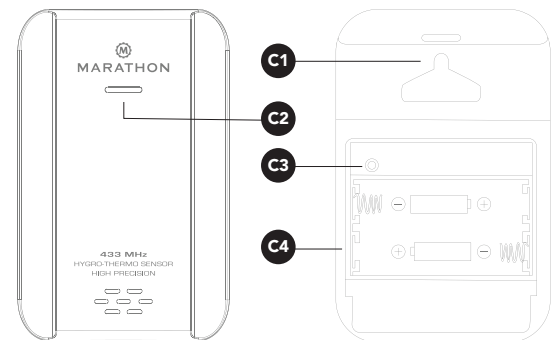 M
MARATHON
C1
C2
C3
C4
433 MHz
HYGRO-THERMO SENSOR
HIGH PRECISION
− +
+ −